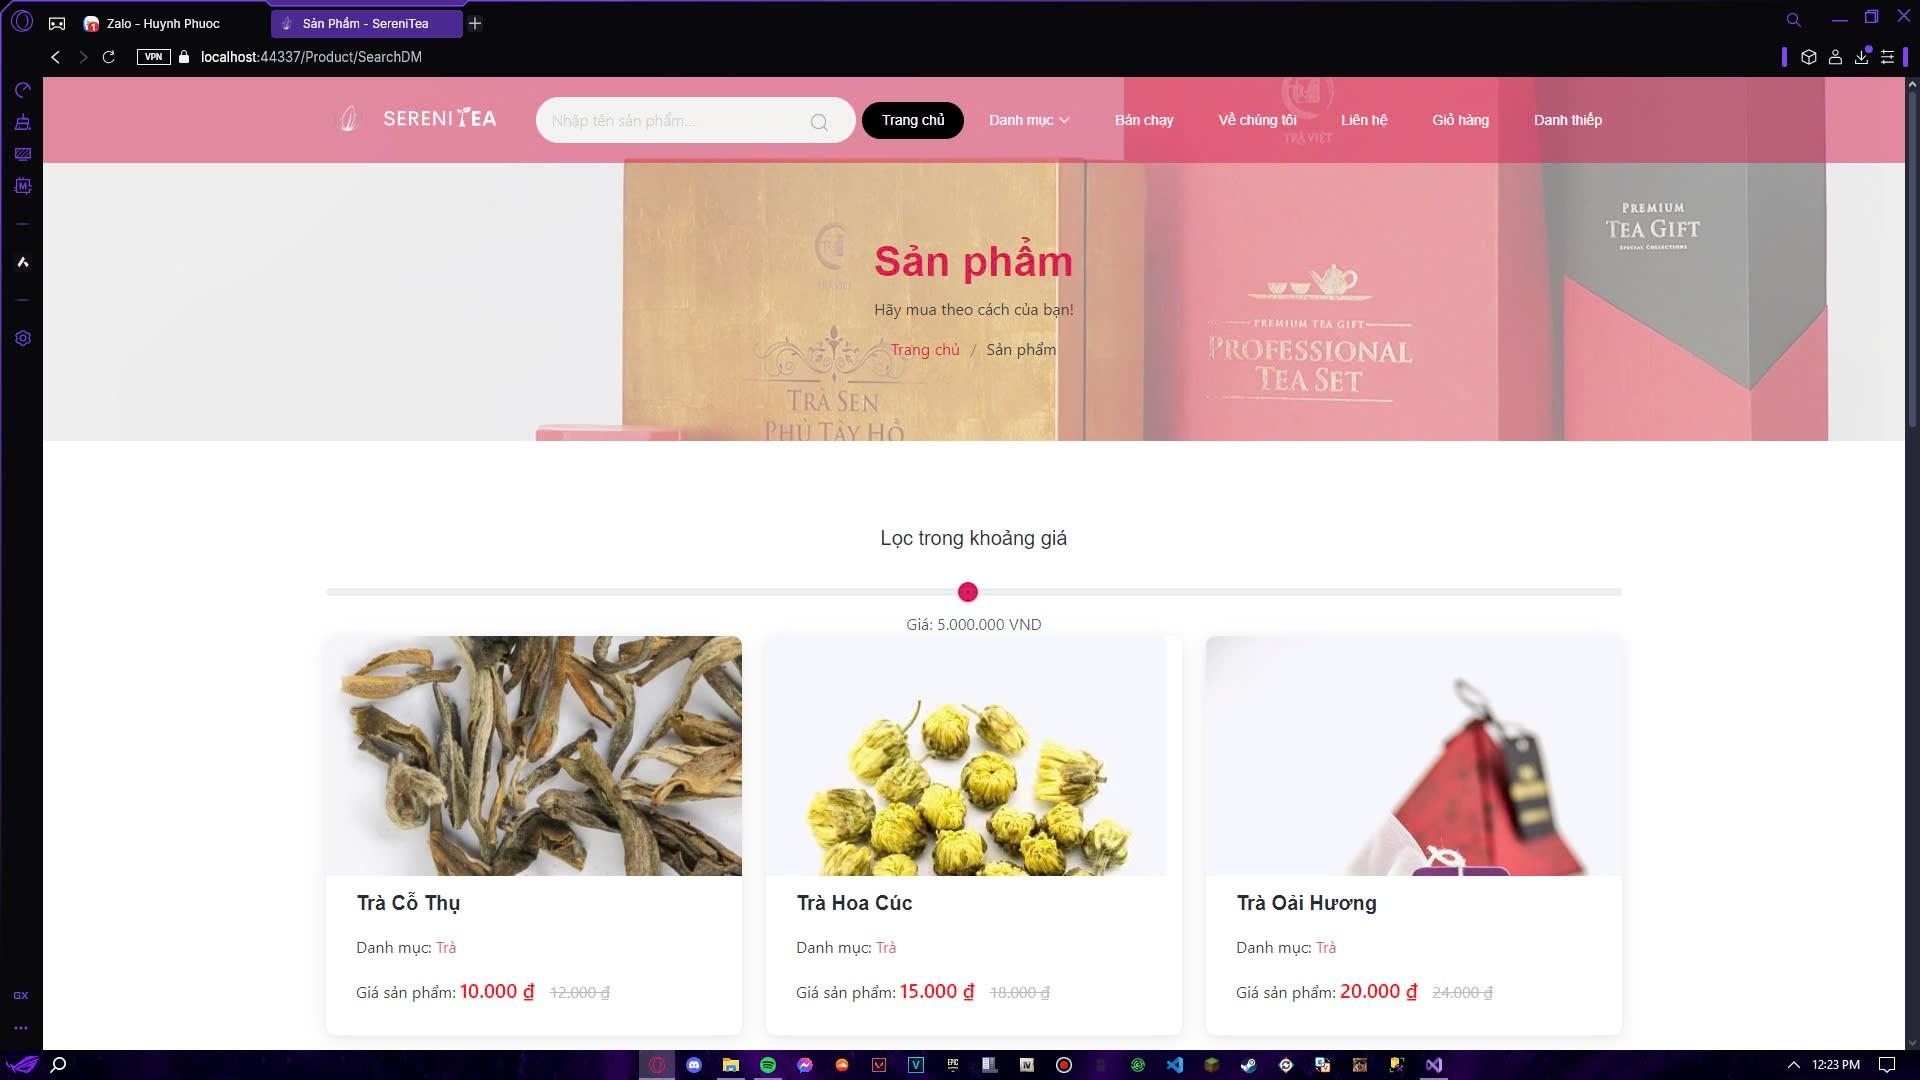 Zalo - Huynh Phuoc
Sản Phẩm - SereniTea
VPN
localhost:44337/Product/SearchDM
SERENITEA
Nhập tên sản phẩm...
Trang chủ
Danh mục
Bán chạy
Về chúng tôi
Liên hệ
Giỏ hàng
Danh thiếp
TRÀ VIỆT
Sản phẩm
Hãy mua theo cách của bạn!
Trang chủ / Sản phẩm
TRÀ SEN
PHỦ TÂY HỒ
PREMIUM TEA GIFT
PROFESSIONAL
TEA SET
PREMIUM
TEA GIFT
SPECIAL COLLECTIONS
Lọc trong khoảng giá
Giá: 5.000.000 VND
Trà Cỗ Thụ
Danh mục: Trà
Giá sản phẩm: 10.000 ₫ 12.000 ₫
Trà Hoa Cúc
Danh mục: Trà
Giá sản phẩm: 15.000 ₫ 18.000 ₫
Trà Oải Hương
Danh mục: Trà
Giá sản phẩm: 20.000 ₫ 24.000 ₫
GX
12:23 PM